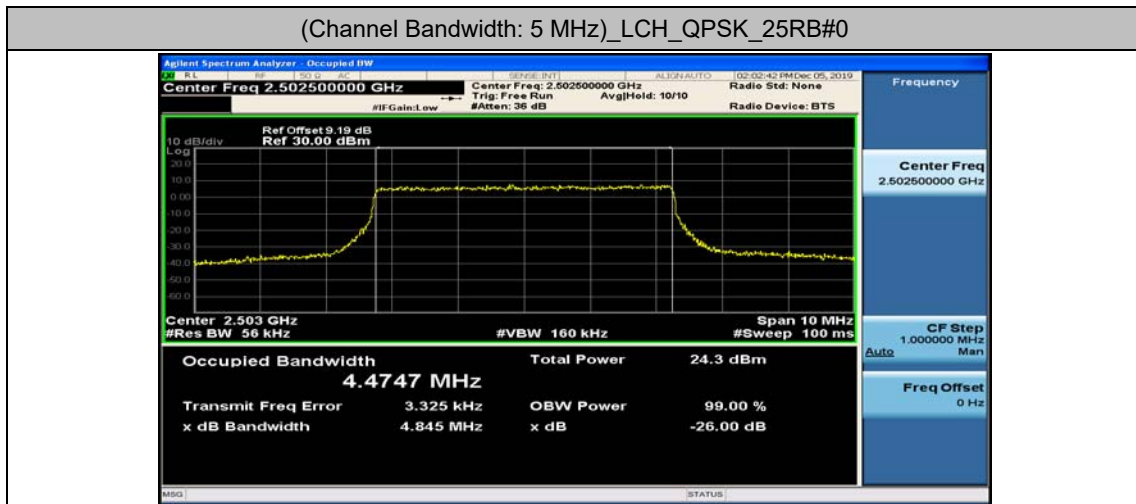 (Channel Bandwidth: 5 MHz)_LCH_QPSK_25RB#0
Agilent Spectrum Analyzer - Occupied BW
RL RF 50 Ω AC SENSE:INT ALIGN AUTO 02:02:42 PM Dec 05, 2019
Center Freq 2.502500000 GHz Center Freq: 2.502500000 GHz Radio Std: None Frequency
Trig: Free Run Avg|Hold: 10/10
#IFGain:Low #Atten: 36 dB Radio Device: BTS
Ref Offset 9.19 dB
10 dB/div Ref 30.00 dBm
Log
20.0
10.0
0.00
-10.0
-20.0
-30.0
-40.0
-50.0
-60.0
Center Freq
2.502500000 GHz
Center 2.503 GHz Span 10 MHz
#Res BW 56 kHz #VBW 160 kHz #Sweep 100 ms
CF Step
1.000000 MHz
Auto Man
Occupied Bandwidth Total Power 24.3 dBm
4.4747 MHz
Freq Offset
0 Hz
Transmit Freq Error 3.325 kHz OBW Power 99.00 %
x dB Bandwidth 4.845 MHz x dB -26.00 dB
MSG STATUS